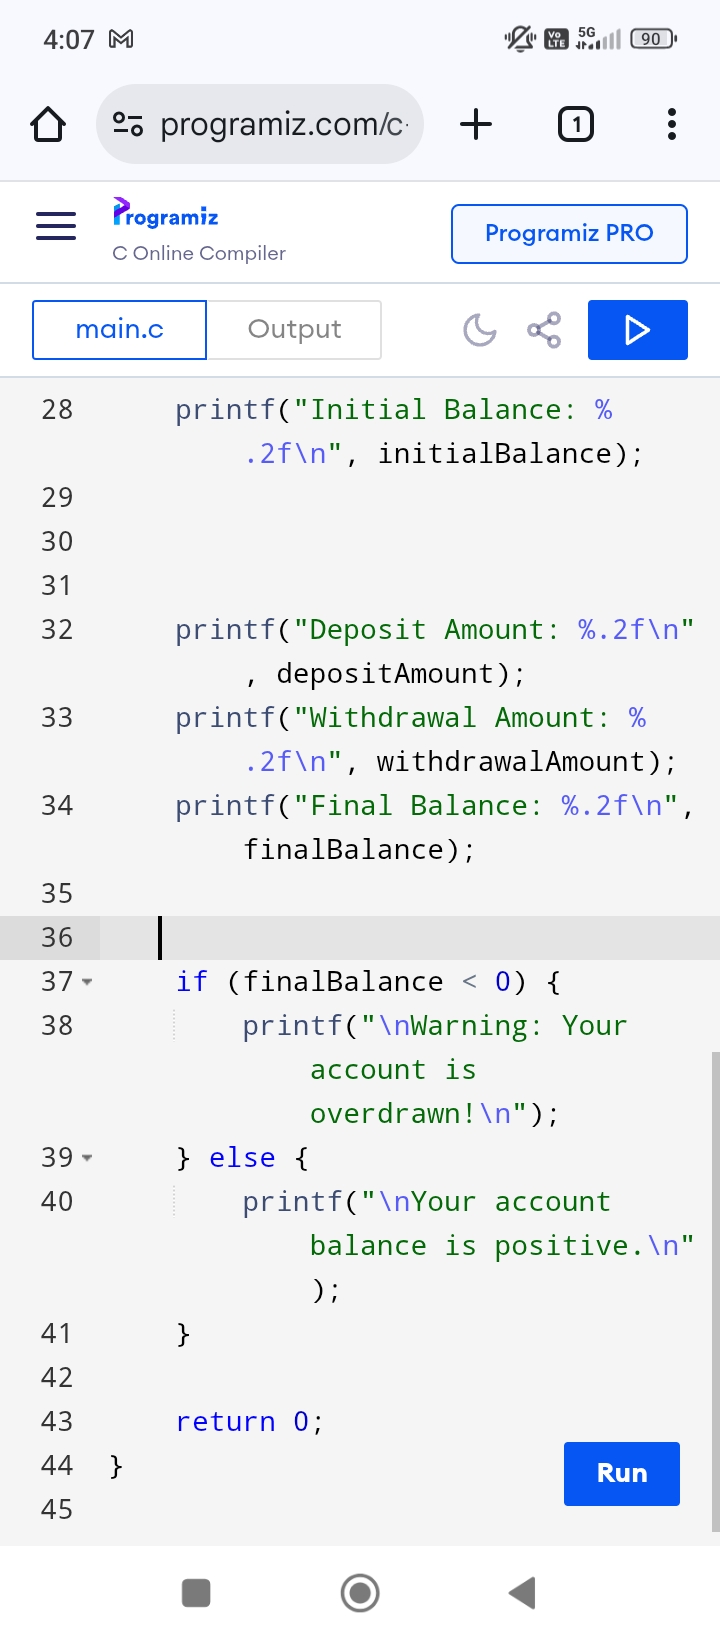 4:07
Vo LTE 5G 90
programiz.com/c
1
Programiz
C Online Compiler
Programiz PRO
main.c
Output
28 printf("Initial Balance: %
.2f\n", initialBalance);
29
30
31
32 printf("Deposit Amount: %.2f\n"
, depositAmount);
33 printf("Withdrawal Amount: %
.2f\n", withdrawalAmount);
34 printf("Final Balance: %.2f\n",
finalBalance);
35
36
37 if (finalBalance < 0) {
38 printf("\nWarning: Your
account is
overdrawn!\n");
39 } else {
40 printf("\nYour account
balance is positive.\n"
);
41 }
42
43 return 0;
44 }
45
Run